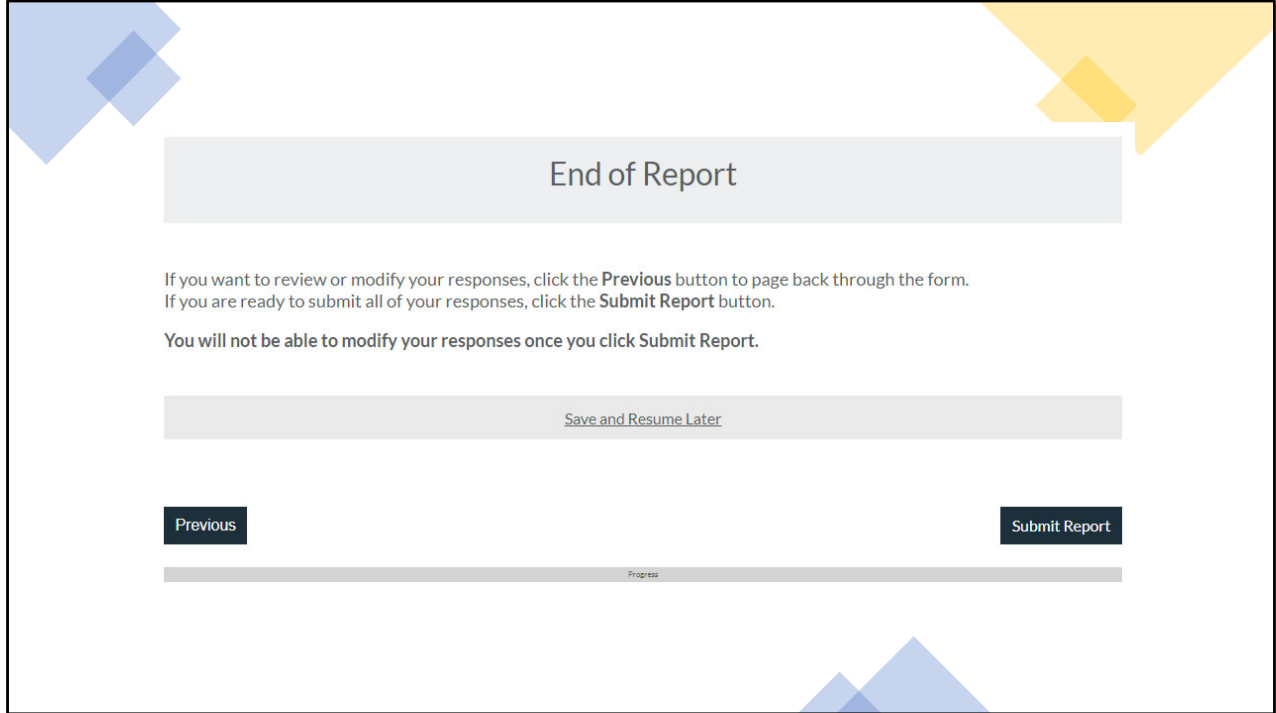 End of Report
If you want to review or modify your responses, click the Previous button to page back through the form.
If you are ready to submit all of your responses, click the Submit Report button.
You will not be able to modify your responses once you click Submit Report.
Save and Resume Later
Previous
Submit Report
Progress